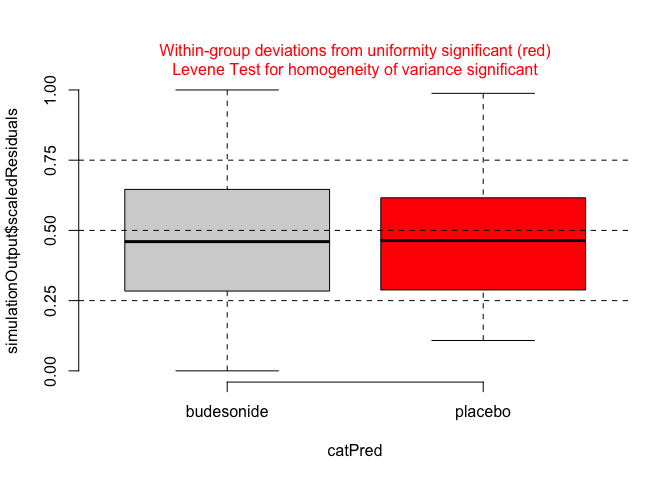 Within-group deviations from uniformity significant (red)
Levene Test for homogeneity of variance significant
simulationOutput$scaledResiduals
1.00
0.75
0.50
0.25
0.00
budesonide
placebo
catPred